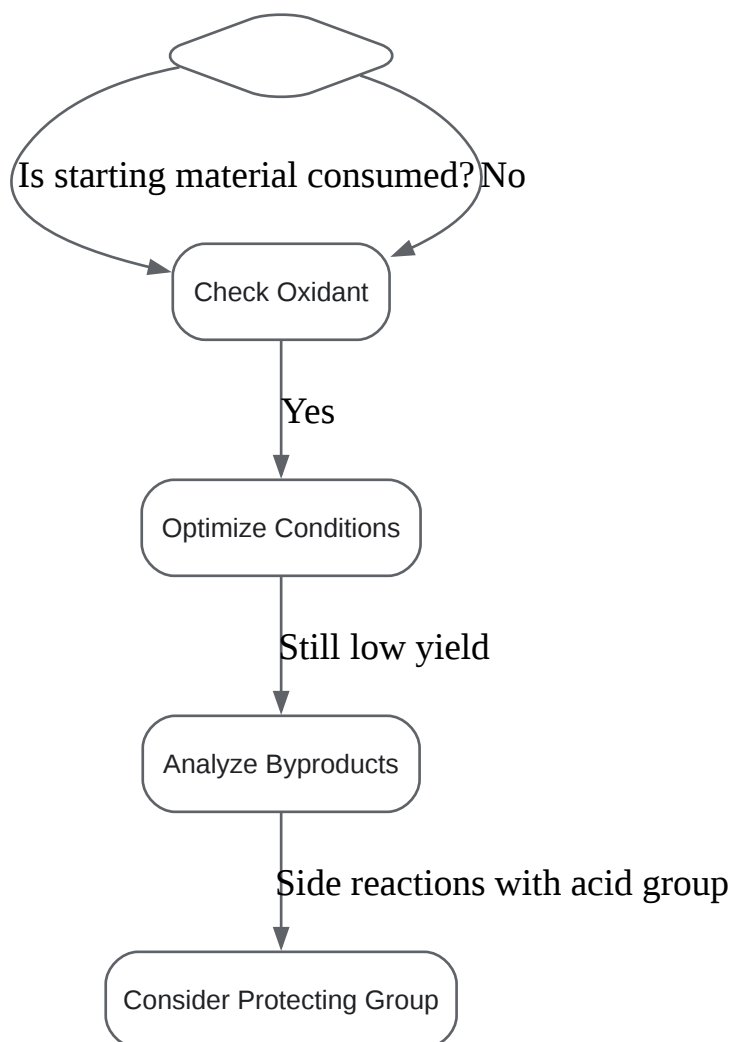 Is starting material consumed?
No
Check Oxidant
Yes
Optimize Conditions
Still low yield
Analyze Byproducts
Side reactions with acid group
Consider Protecting Group